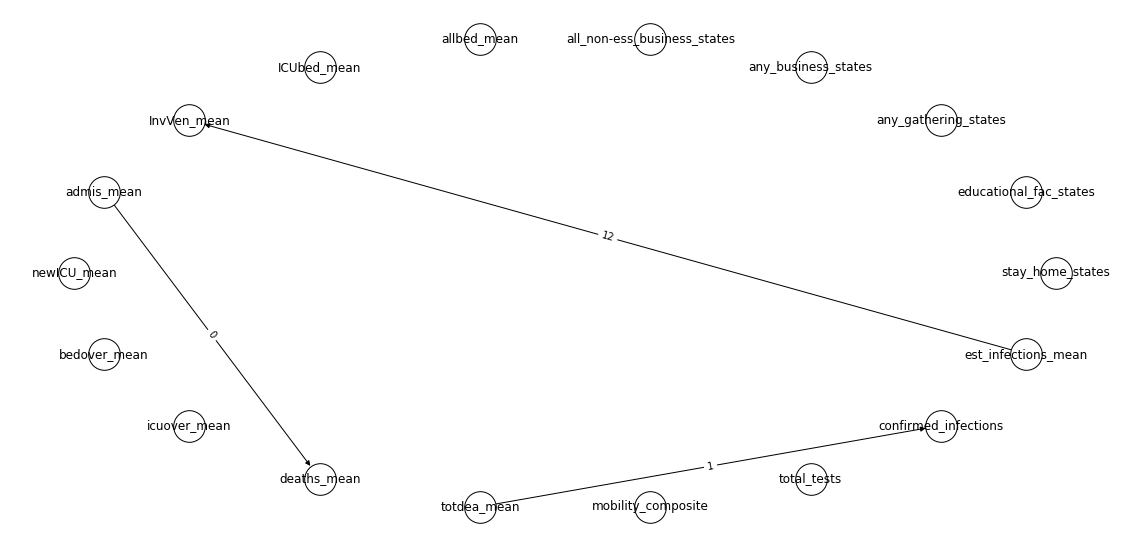 allbed_mean
all_non-ess_business_states
ICUbed_mean
any_business_states
InvVen_mean
any_gathering_states
admis_mean
educational_fac_states
12
newICU_mean
stay_home_states
0
bedover_mean
est_infections_mean
icuover_mean
confirmed_infections
1
deaths_mean
total_tests
totdea_mean
mobility_composite